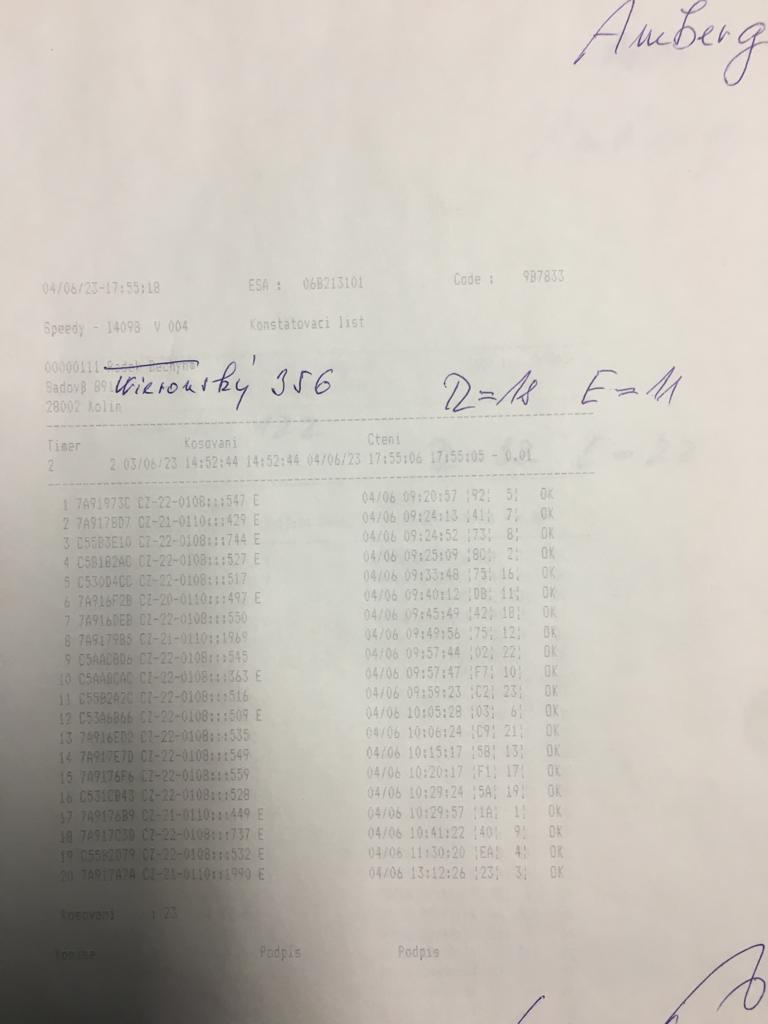 Amberg
04/06/23-17:55:18 ESA : 06B213101 Code : 9B7833
Speedy - I409B V 004 Konstatovaci list
00000111 Radek Bechyně
Sadov 891 356 D=18 E=11
28002 Kolin
Timer Kosovani Cteni
2 2 03/06/23 14:52:44 14:52:44 04/06/23 17:55:06 17:55:05 - 0.01
1 7A91973C CZ-22-0108:::547 E 04/06 09:20:57 ¦92¦ 5¦ OK
2 7A917BD7 CZ-21-0110:::429 E 04/06 09:24:13 ¦41¦ 7¦ OK
3 C55B3E10 CZ-22-0108:::744 E 04/06 09:24:52 ¦73¦ 8¦ OK
4 C5B182AC CZ-22-0108:::527 E 04/06 09:25:09 ¦80¦ 2¦ OK
5 C530D4CC CZ-22-0108:::517 04/06 09:33:48 ¦75¦ 16¦ OK
6 7A916F2B CZ-20-0110:::497 E 04/06 09:40:12 ¦DB¦ 11¦ OK
7 7A916DEB CZ-22-0108:::550 04/06 09:45:49 ¦42¦ 18¦ OK
8 7A9179B5 CZ-21-0110::1969 04/06 09:49:56 ¦75¦ 12¦ OK
9 C5AACBD6 CZ-22-0108:::545 04/06 09:57:44 ¦02¦ 22¦ OK
10 C5AABCAC CZ-22-0108:::363 E 04/06 09:57:47 ¦F7¦ 10¦ OK
11 C55B2A2C CZ-22-0108:::516 04/06 09:59:23 ¦C2¦ 23¦ OK
12 C53A6B66 CZ-22-0108:::509 E 04/06 10:05:28 ¦03¦ 6¦ OK
13 7A916ED2 CZ-22-0108:::535 04/06 10:06:24 ¦C9¦ 21¦ OK
14 7A917E7D CZ-22-0108:::549 04/06 10:15:17 ¦58¦ 13¦ OK
15 7A9176F6 CZ-22-0108:::559 04/06 10:20:17 ¦F1¦ 17¦ OK
16 C531CB43 CZ-22-0108:::528 04/06 10:29:24 ¦5A¦ 19¦ OK
17 7A9176B9 CZ-21-0110:::449 E 04/06 10:29:57 ¦1A¦ 1¦ OK
18 7A917C3D CZ-22-0108:::737 E 04/06 10:41:22 ¦40¦ 9¦ OK
19 C55B2D79 CZ-22-0108:::532 E 04/06 11:30:20 ¦EA¦ 4¦ OK
20 7A917A7A CZ-21-0110::1990 E 04/06 13:12:26 ¦23¦ 3¦ OK
Kosovani : 23
Komise Podpis Podpis